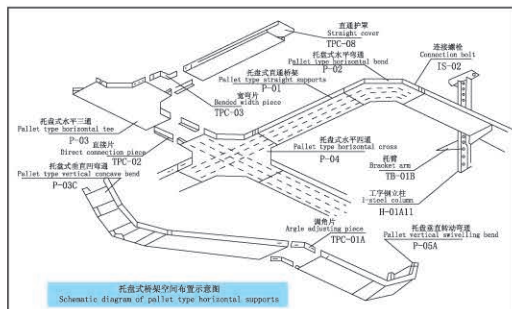 直通护罩
Straight cover
TPC-08
托盘式水平弯通
Pallet type horizontal bend
P-02
连接螺栓
Connection bolt
IS-02
托盘式直通桥架
Pallet type straight supports
P-01
宽弯片
Bended width piece
TPC-03
托盘式水平三通
Pallet type horizontal tee
P-03
直接片
Direct connection piece
TPC-02
托盘式垂直凹弯通
Pallet type vertical concave bend
P-03C
托盘式水平四通
Pallet type horizontal cross
P-04
托臂
Bracket arm
TB-01B
工字钢立柱
I-steel column
H-01A11
调角片
Angle adjusting piece
TPC-01A
托盘垂直转动弯通
Pallet vertical swivelling bend
P-05A
托盘式桥架空间布置示意图
Schematic diagram of pallet type horizontal supports